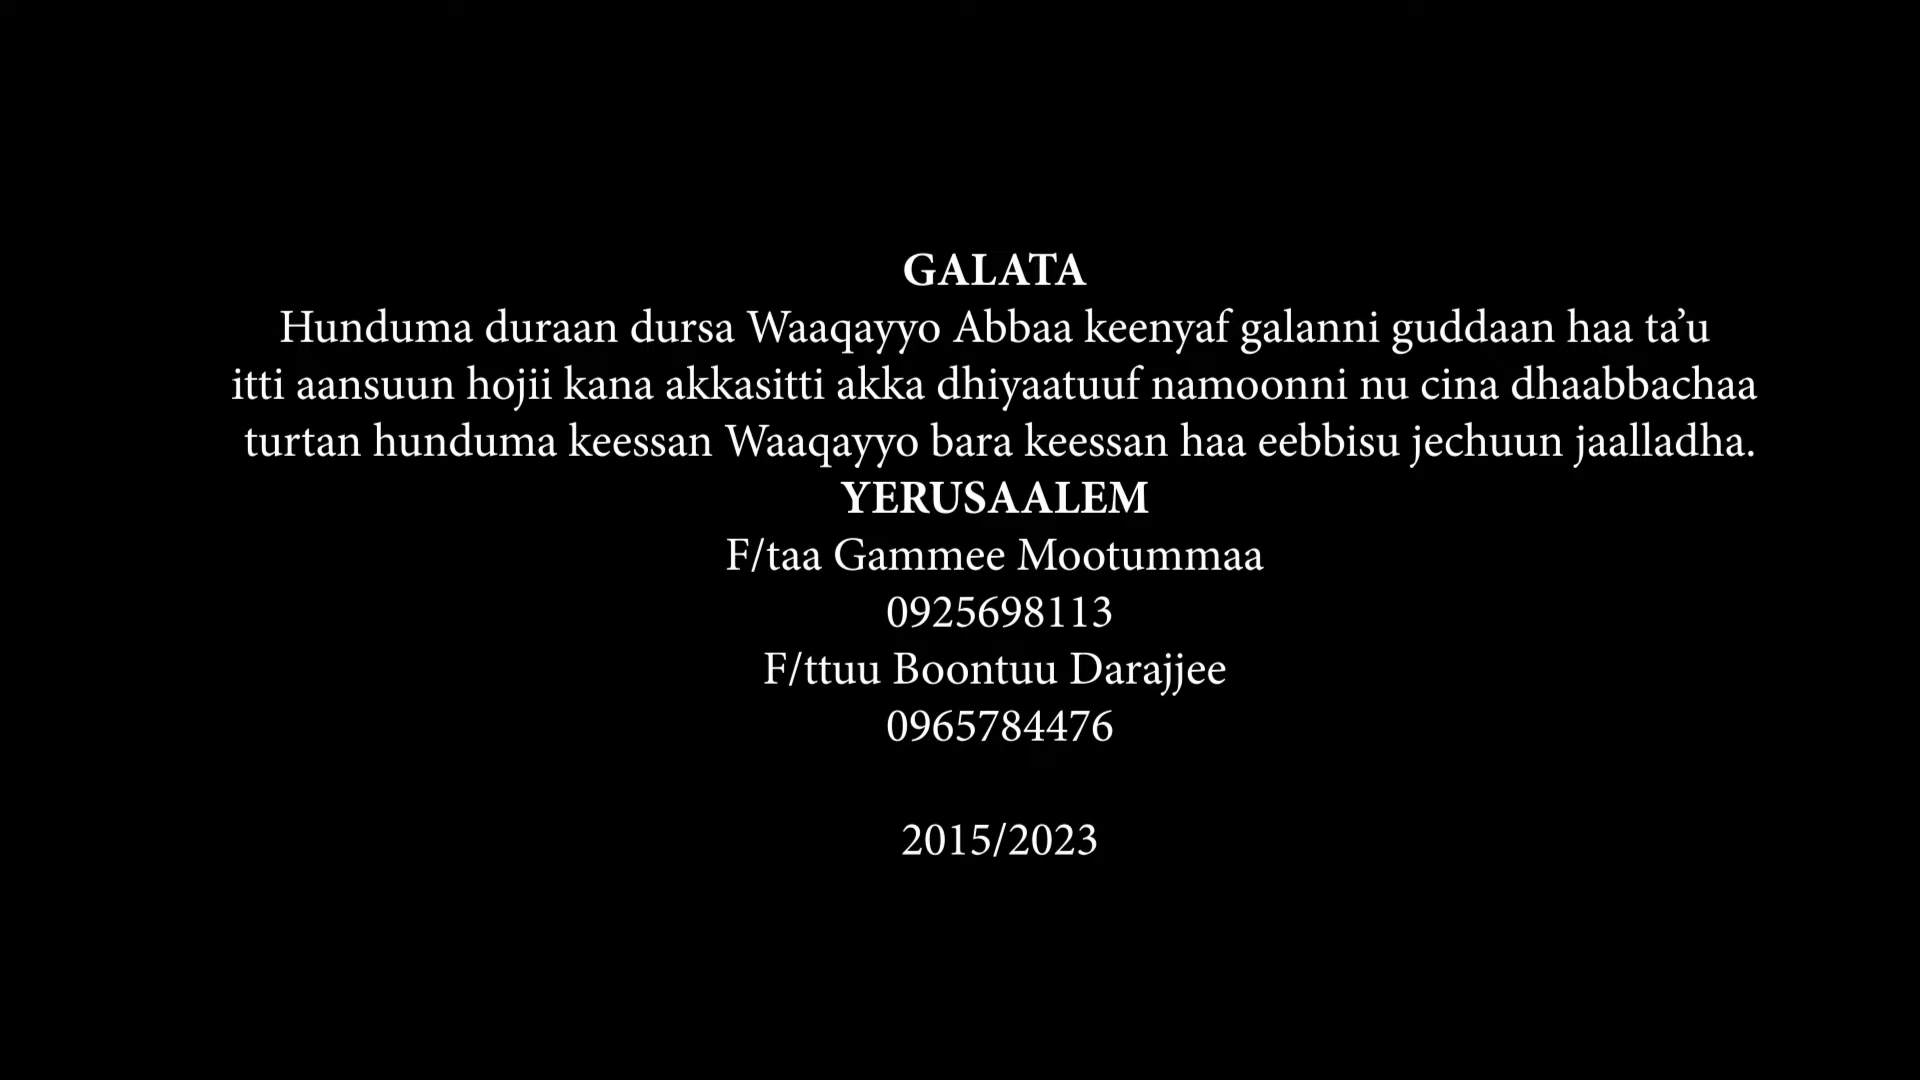 GALATA
Hunduma duraan dursa Waaqayyo Abbaa keenyaf galanni guddaan haa ta’u
itti aansuun hojii kana akkasitti akka dhiyaatuuf namoonni nu cina dhaabbachaa
turtan hunduma keessan Waaqayyo bara keessan haa eebbisu jechuun jaalladha.
YERUSAALEM
F/taa Gammee Mootummaa
0925698113
F/ttuu Boontuu Darajjee
0965784476
2015/2023